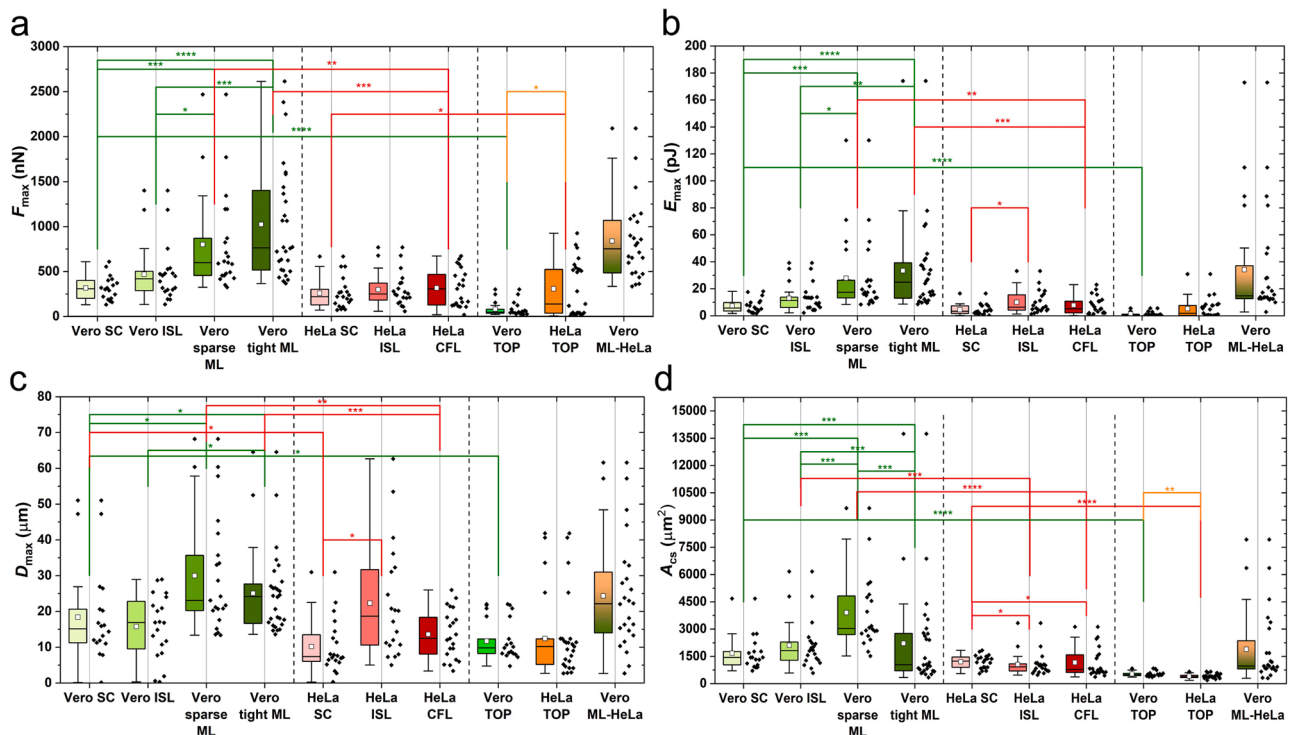 a
3000
2500
2000
1500
1000
500
0
Fmax (nN)
****
***
**
***
***
*
*
*
****
Vero SC
Vero ISL
Vero sparse ML
Vero tight ML
HeLa SC
HeLa ISL
HeLa CFL
Vero TOP
HeLa TOP
Vero ML-HeLa
b
200
180
160
140
120
100
80
60
40
20
0
Emax (pJ)
****
***
**
**
*
***
****
*
Vero SC
Vero ISL
Vero sparse ML
Vero tight ML
HeLa SC
HeLa ISL
HeLa CFL
Vero TOP
HeLa TOP
Vero ML-HeLa
c
80
70
60
50
40
30
20
10
0
Dmax (μm)
**
*
***
*
*
*
*
*
Vero SC
Vero ISL
Vero sparse ML
Vero tight ML
HeLa SC
HeLa ISL
HeLa CFL
Vero TOP
HeLa TOP
Vero ML-HeLa
d
15000
13500
12000
10500
9000
7500
6000
4500
3000
1500
0
Acs (μm²)
***
***
***
***
***
***
****
**
****
****
*
*
Vero SC
Vero ISL
Vero sparse ML
Vero tight ML
HeLa SC
HeLa ISL
HeLa CFL
Vero TOP
HeLa TOP
Vero ML-HeLa